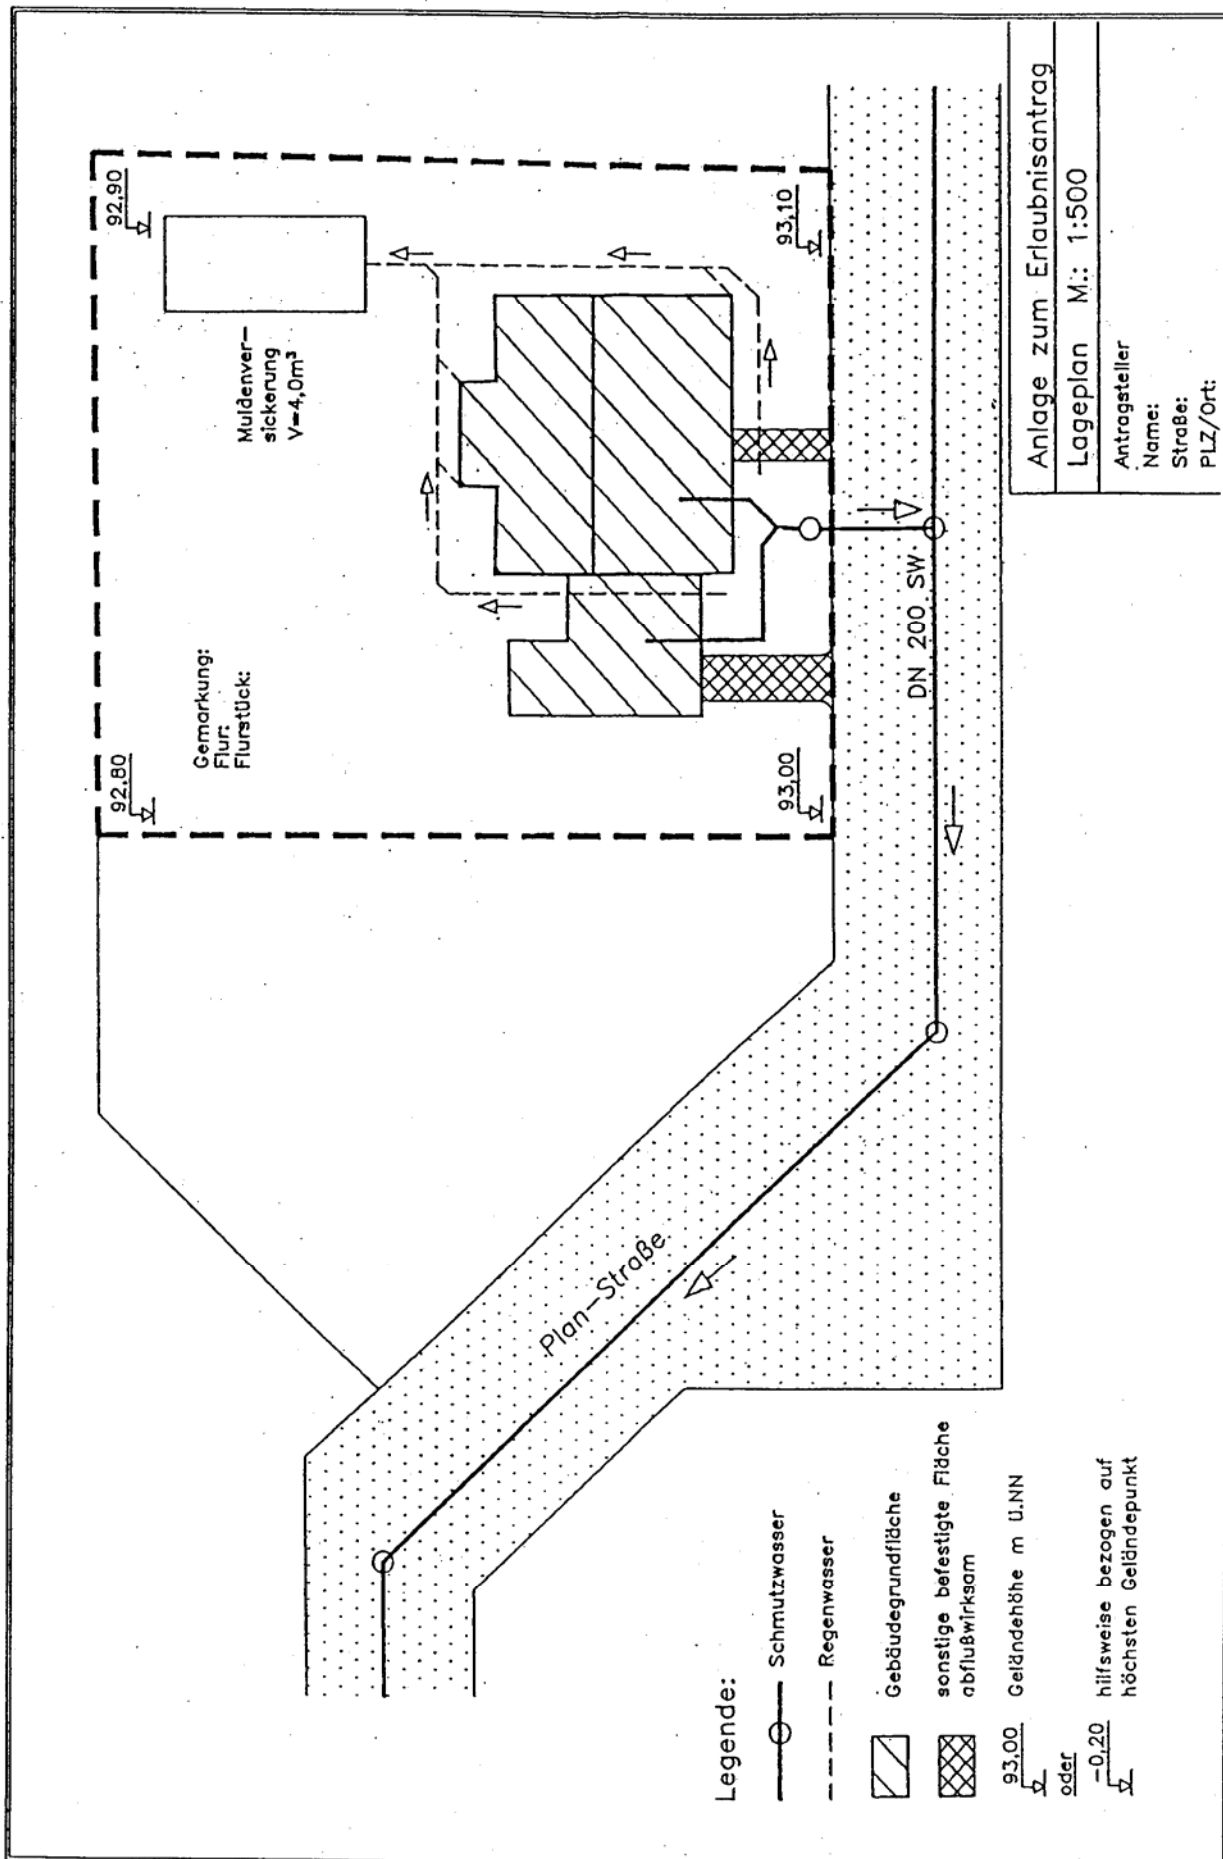 92,90
Muldenver-
sickerung
V=4,0m³
93,10
Gemarkung:
Flur:
Flurstück:
92,80
93,00
DN 200 SW
Plan-Straße
Legende:
Schmutzwasser
Regenwasser
Gebäudegrundfläche
sonstige befestigte Fläche
abflußwirksam
93,00 Geländehöhe m ü.NN
oder
-0,20 hilfsweise bezogen auf
höchsten Geländepunkt
Anlage zum Erlaubnisantrag
Lageplan M.: 1:500
Antragsteller
Name:
Straße:
PLZ/Ort: